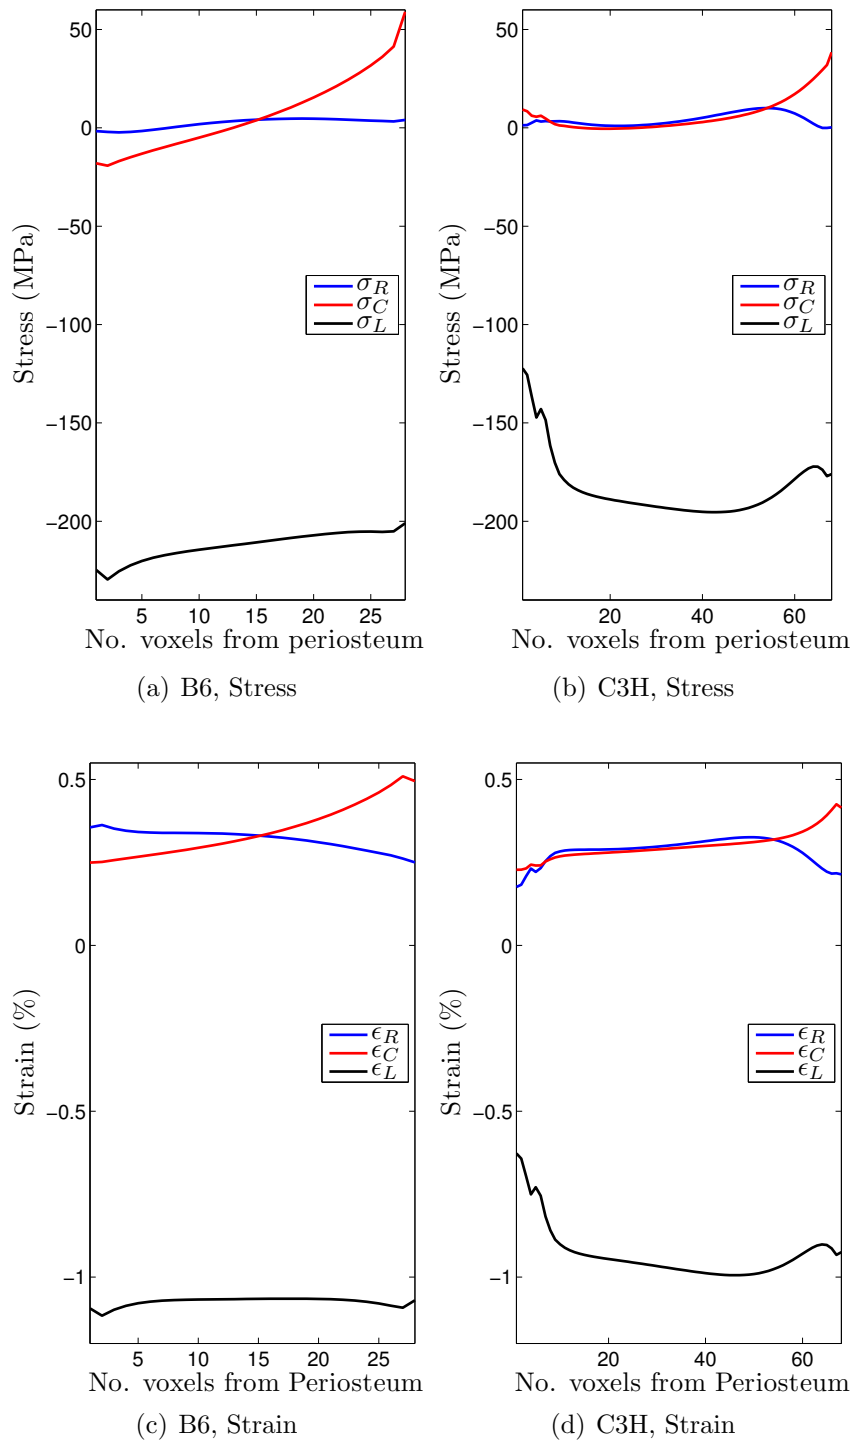 50
0
−50
−100
−150
−200
Stress (MPa)
σR
σC
σL
5 10 15 20 25
No. voxels from periosteum
(a) B6, Stress
50
0
−50
−100
−150
−200
Stress (MPa)
σR
σC
σL
20 40 60
No. voxels from periosteum
(b) C3H, Stress
0.5
0
−0.5
−1
Strain (%)
ϵR
ϵC
ϵL
5 10 15 20 25
No. voxels from Periosteum
(c) B6, Strain
0.5
0
−0.5
−1
Strain (%)
ϵR
ϵC
ϵL
20 40 60
No. voxels from Periosteum
(d) C3H, Strain